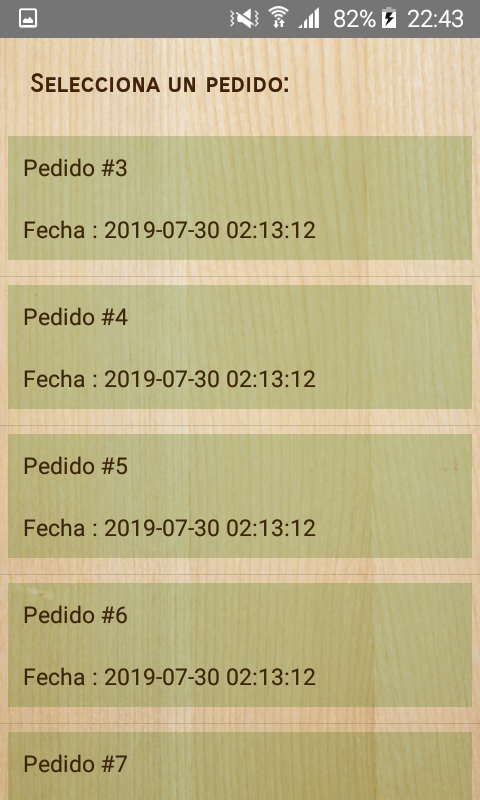 82% 22:43
Selecciona un pedido:
Pedido #3
Fecha : 2019-07-30 02:13:12
Pedido #4
Fecha : 2019-07-30 02:13:12
Pedido #5
Fecha : 2019-07-30 02:13:12
Pedido #6
Fecha : 2019-07-30 02:13:12
Pedido #7